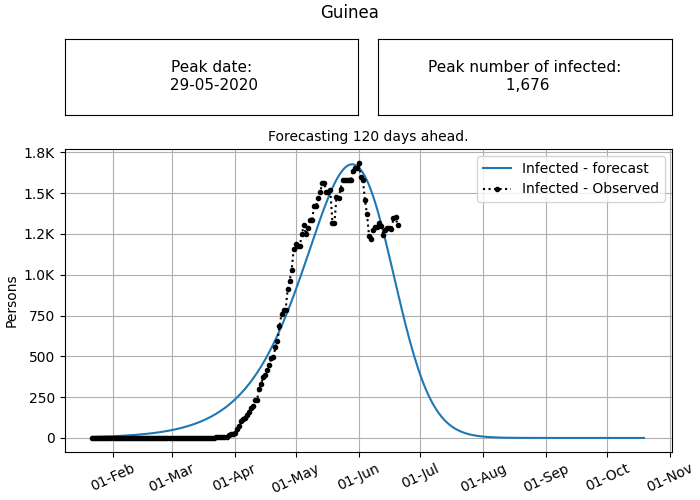 Guinea
Peak date:
29-05-2020
Peak number of infected:
1,676
Forecasting 120 days ahead.
Infected - forecast
Infected - Observed
Persons
1.8K
1.5K
1.2K
1.0K
750
500
250
0
01-Feb
01-Mar
01-Apr
01-May
01-Jun
01-Jul
01-Aug
01-Sep
01-Oct
01-Nov